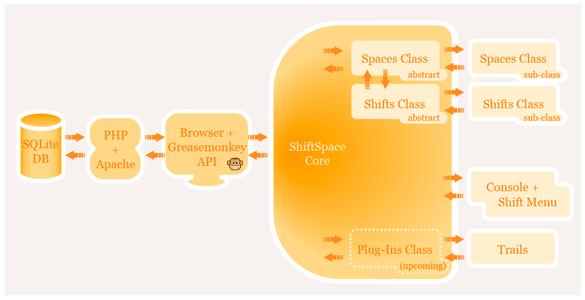 SQLite
DB
PHP
+
Apache
Browser +
Greasemonkey
API
ShiftSpace
Core
Spaces Class
abstract
Shifts Class
abstract
Plug-Ins Class
(upcoming)
Spaces Class
sub-class
Shifts Class
sub-class
Console +
Shift Menu
Trails